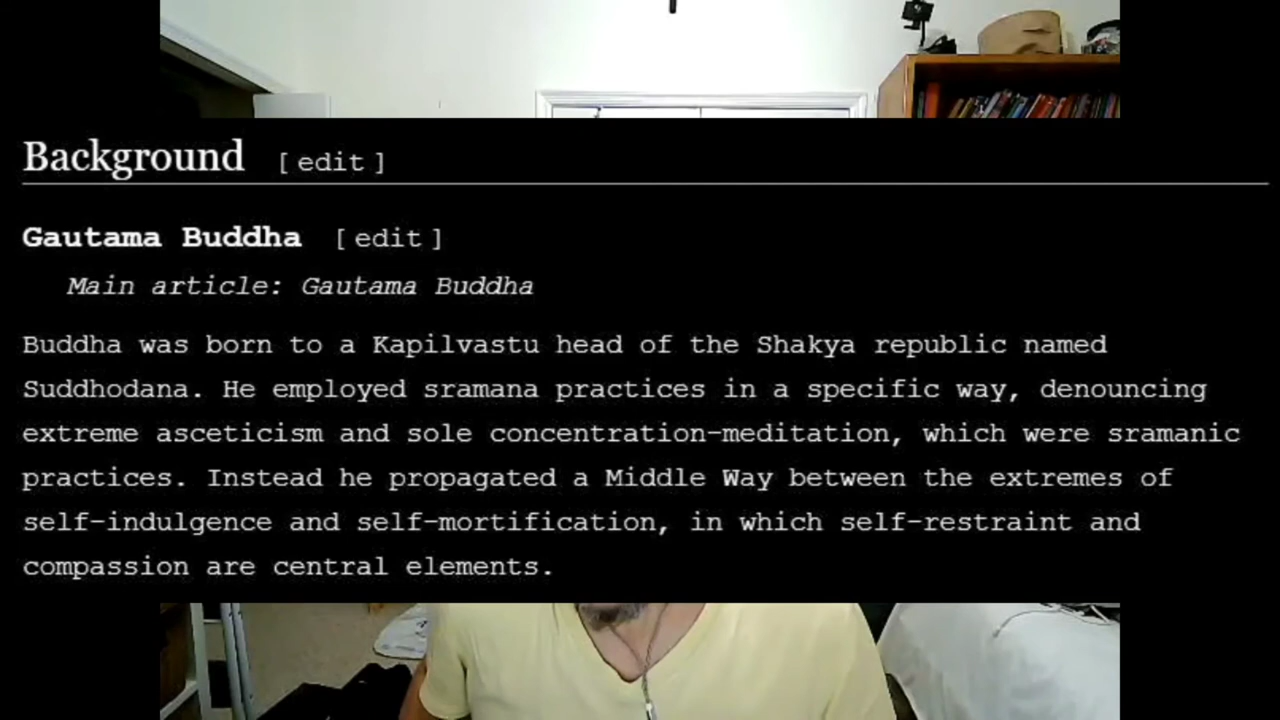 Background [ edit ]
Gautama Buddha [ edit ]
Main article: Gautama Buddha
Buddha was born to a Kapilvastu head of the Shakya republic named
Suddhodana. He employed sramana practices in a specific way, denouncing
extreme asceticism and sole concentration-meditation, which were sramanic
practices. Instead he propagated a Middle Way between the extremes of
self-indulgence and self-mortification, in which self-restraint and
compassion are central elements.